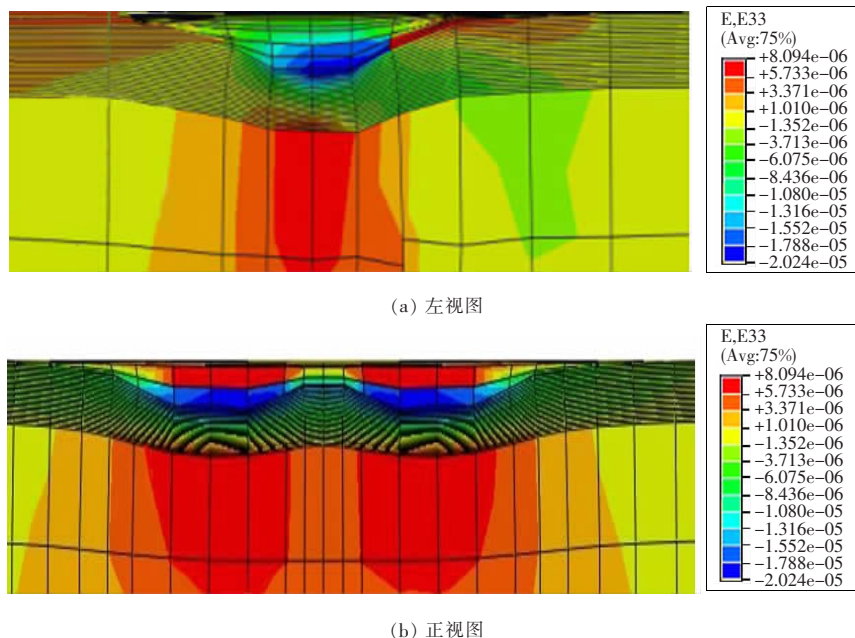 E,E33
(Avg:75%)
+8.094e-06
+5.733e-06
+3.371e-06
+1.010e-06
-1.352e-06
-3.713e-06
-6.075e-06
-8.436e-06
-1.080e-05
-1.316e-05
-1.552e-05
-1.788e-05
-2.024e-05
(a) 左视图
E,E33
(Avg:75%)
+8.094e-06
+5.733e-06
+3.371e-06
+1.010e-06
-1.352e-06
-3.713e-06
-6.075e-06
-8.436e-06
-1.080e-05
-1.316e-05
-1.552e-05
-1.788e-05
-2.024e-05
(b) 正视图